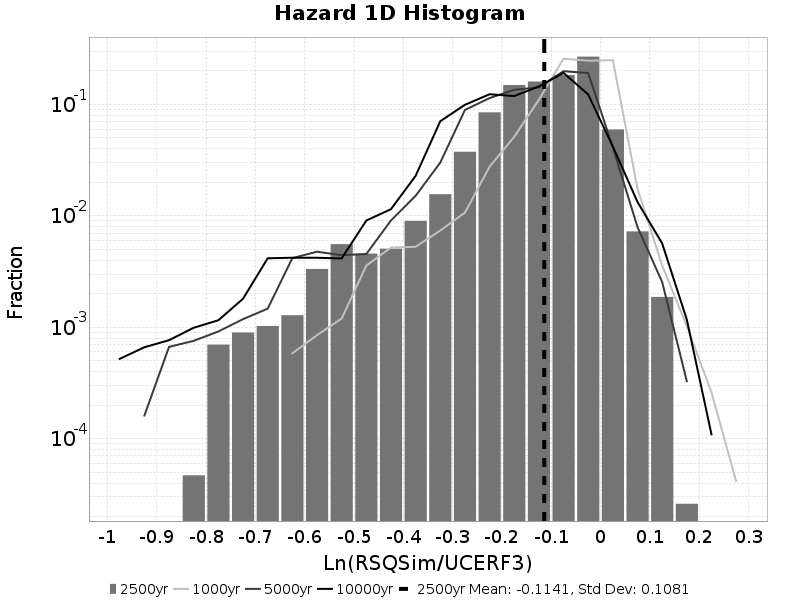 Hazard 1D Histogram
Fraction
10-1
10-2
10-3
10-4
-1 -0.9 -0.8 -0.7 -0.6 -0.5 -0.4 -0.3 -0.2 -0.1 0 0.1 0.2 0.3
Ln(RSQSim/UCERF3)
2500yr 1000yr 5000yr 10000yr 2500yr Mean: -0.1141, Std Dev: 0.1081